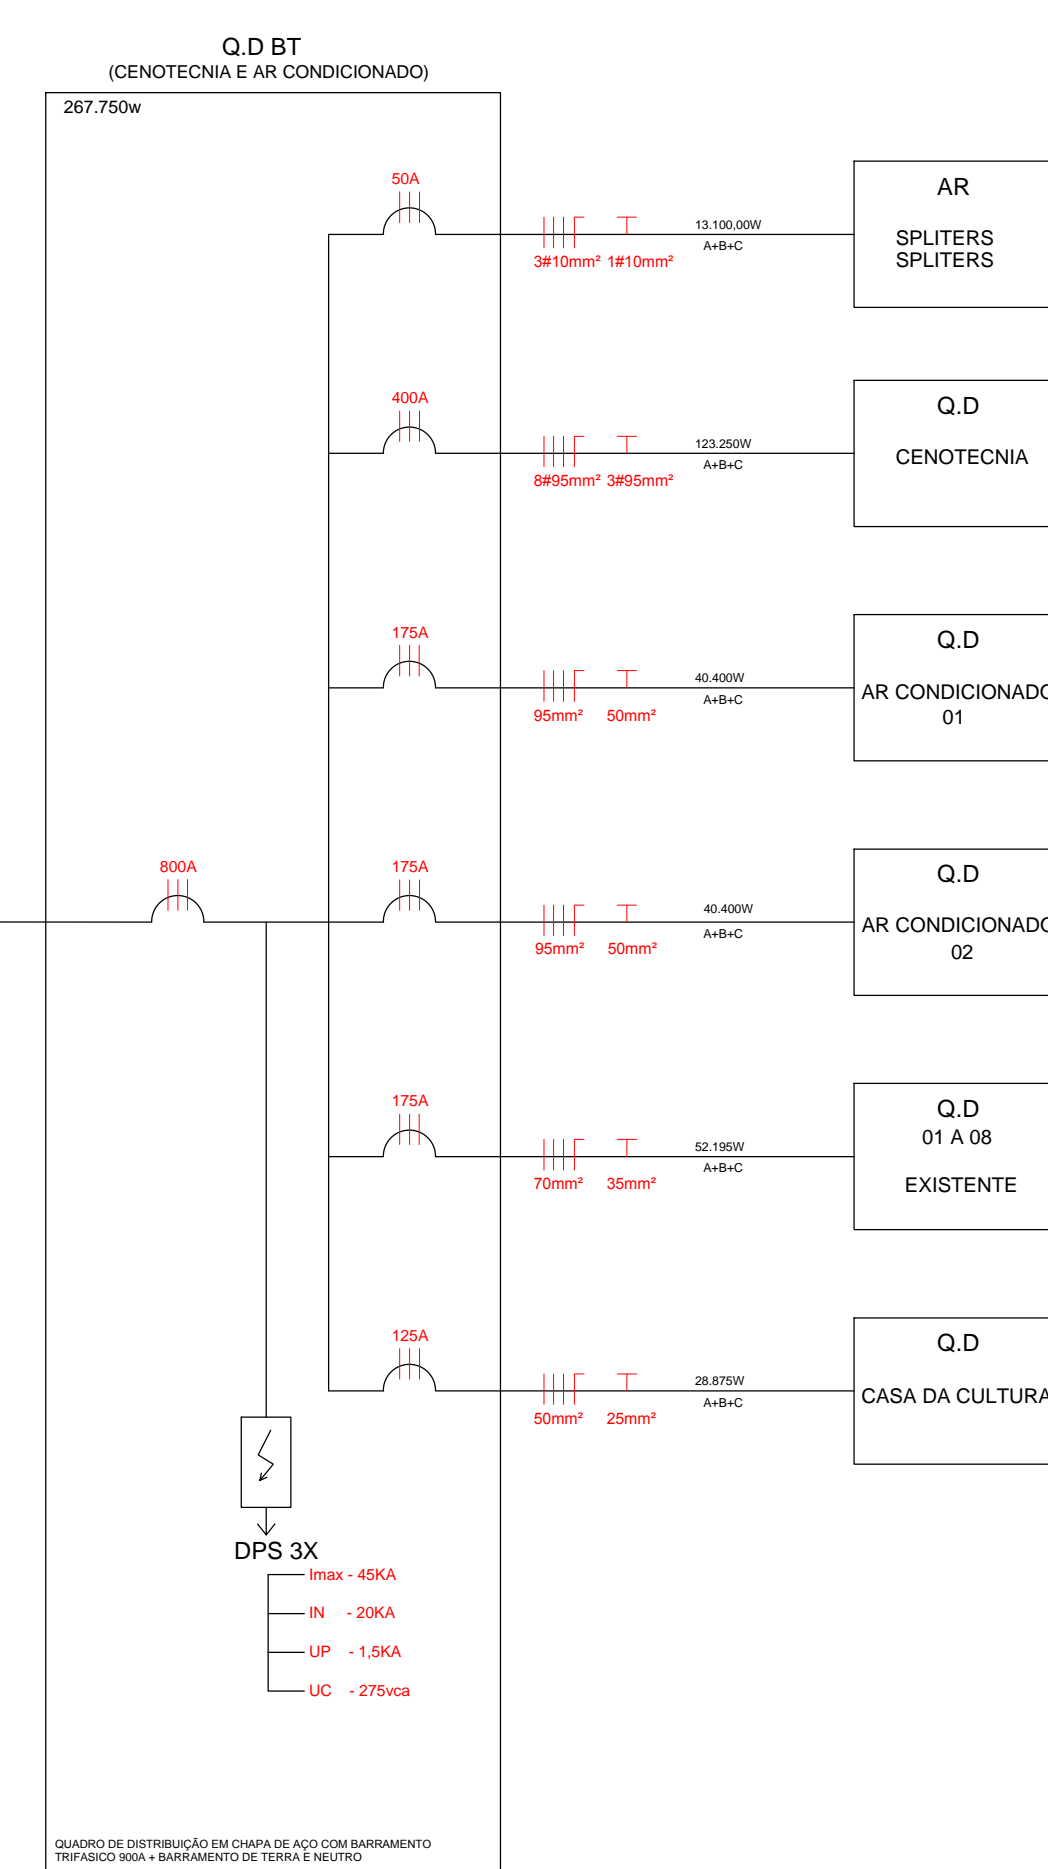 Q.D BT
(CENOTECNIA E AR CONDICIONADO)
267.750w
50A
3#10mm² 1#10mm²
13.100,00W
A+B+C
AR
SPLITERS
SPLITERS
400A
8#95mm² 3#95mm²
123.250W
A+B+C
Q.D
CENOTECNIA
175A
95mm² 50mm²
40.400W
A+B+C
Q.D
AR CONDICIONADO
01
800A
175A
95mm² 50mm²
40.400W
A+B+C
Q.D
AR CONDICIONADO
02
175A
70mm² 35mm²
52.195W
A+B+C
Q.D
01 A 08
EXISTENTE
125A
50mm² 25mm²
28.875W
A+B+C
Q.D
CASA DA CULTURA
DPS 3X
Imax - 45KA
IN - 20KA
UP - 1,5KA
UC - 275vca
QUADRO DE DISTRIBUIÇÃO EM CHAPA DE AÇO COM BARRAMENTO
TRIFASICO 900A + BARRAMENTO DE TERRA E NEUTRO